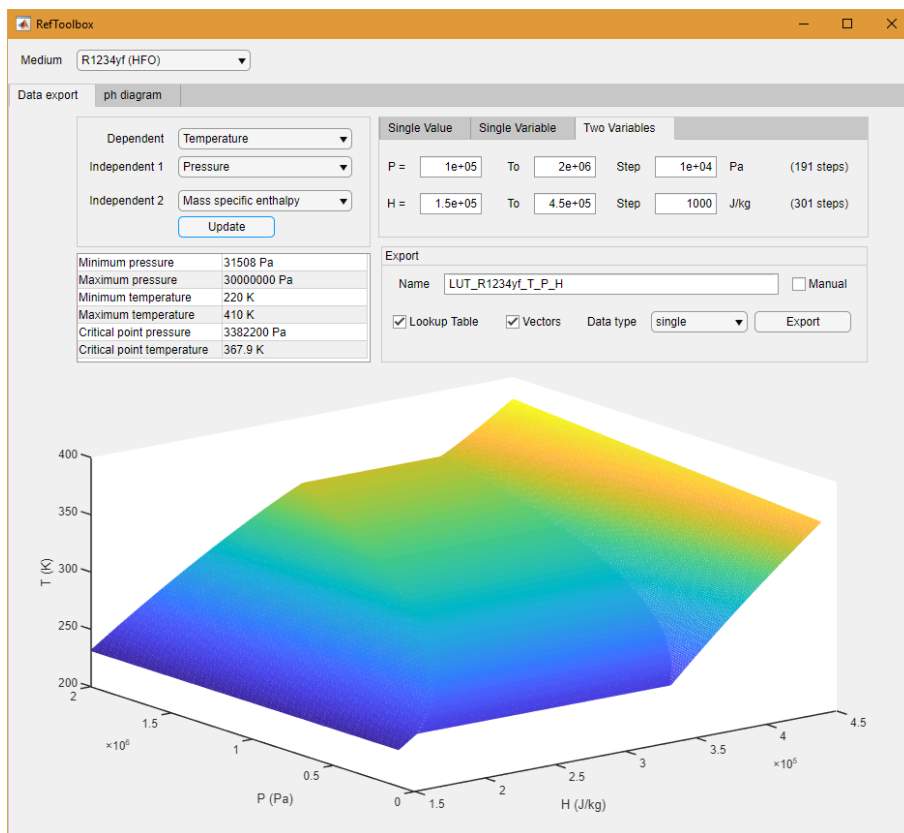 RefToolbox
Medium R1234yf (HFO)
Data export ph diagram
Dependent Temperature
Independent 1 Pressure
Independent 2 Mass specific enthalpy
Update
Single Value Single Variable Two Variables
P = 1e+05 To 2e+06 Step 1e+04 Pa (191 steps)
H = 1.5e+05 To 4.5e+05 Step 1000 J/kg (301 steps)
Minimum pressure 31508 Pa
Maximum pressure 30000000 Pa
Minimum temperature 220 K
Maximum temperature 410 K
Critical point pressure 3382200 Pa
Critical point temperature 367.9 K
Export
Name LUT_R1234yf_T_P_H Manual
Lookup Table Vectors Data type single Export
400
350
300
250
200
T (K)
2
1.5
1
0.5
0
×10⁶
P (Pa)
1.5
2
2.5
3
3.5
4
4.5
×10⁵
H (J/kg)